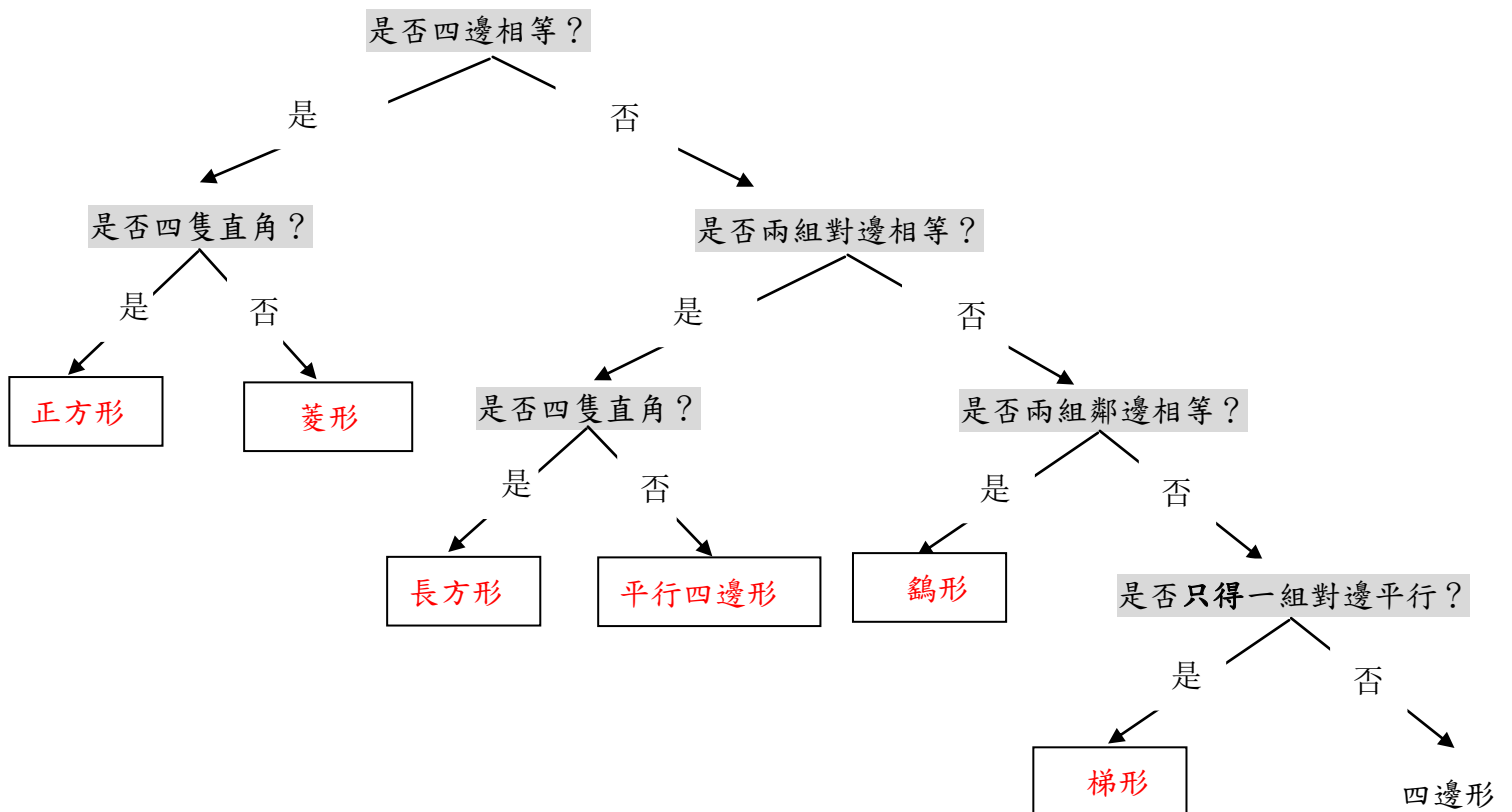 是否四邊相等？
是
否
是否四隻直角？
是否兩組對邊相等？
是
否
是
否
正方形
菱形
是否四隻直角？
是否兩組鄰邊相等？
是
否
是
否
長方形
平行四邊形
鷂形
是否只得一組對邊平行？
是
否
梯形
四邊形